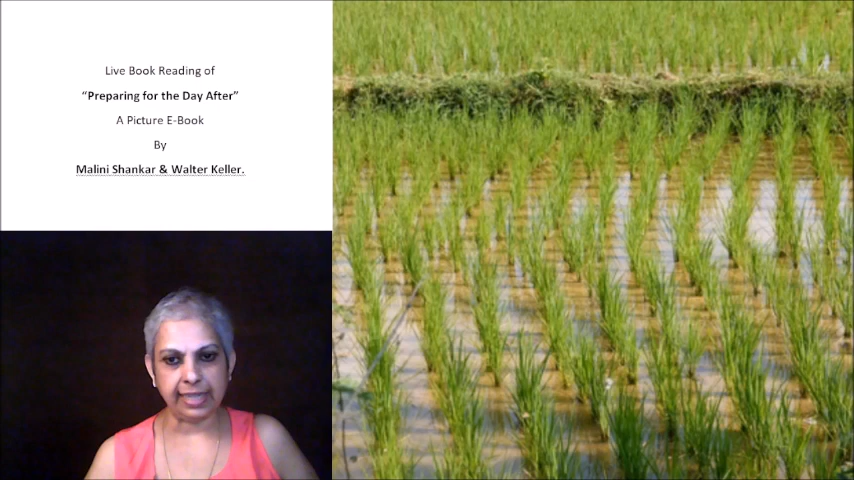 Live Book Reading of
“Preparing for the Day After”
A Picture E-Book
By
Malini Shankar & Walter Keller.